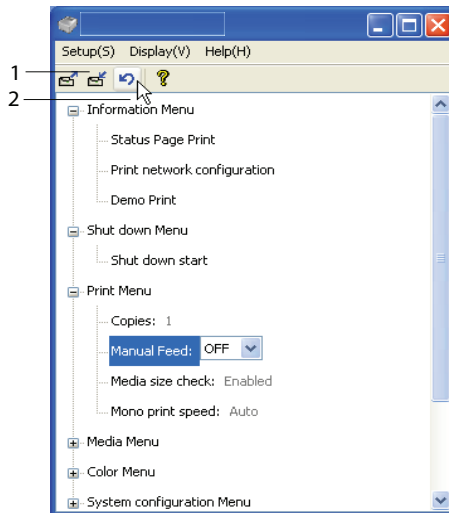 Setup(S) Display(V) Help(H)
1
2
Information Menu
Status Page Print
Print network configuration
Demo Print
Shut down Menu
Shut down start
Print Menu
Copies: 1
Manual Feed: OFF
Media size check: Enabled
Mono print speed: Auto
Media Menu
Color Menu
System configuration Menu